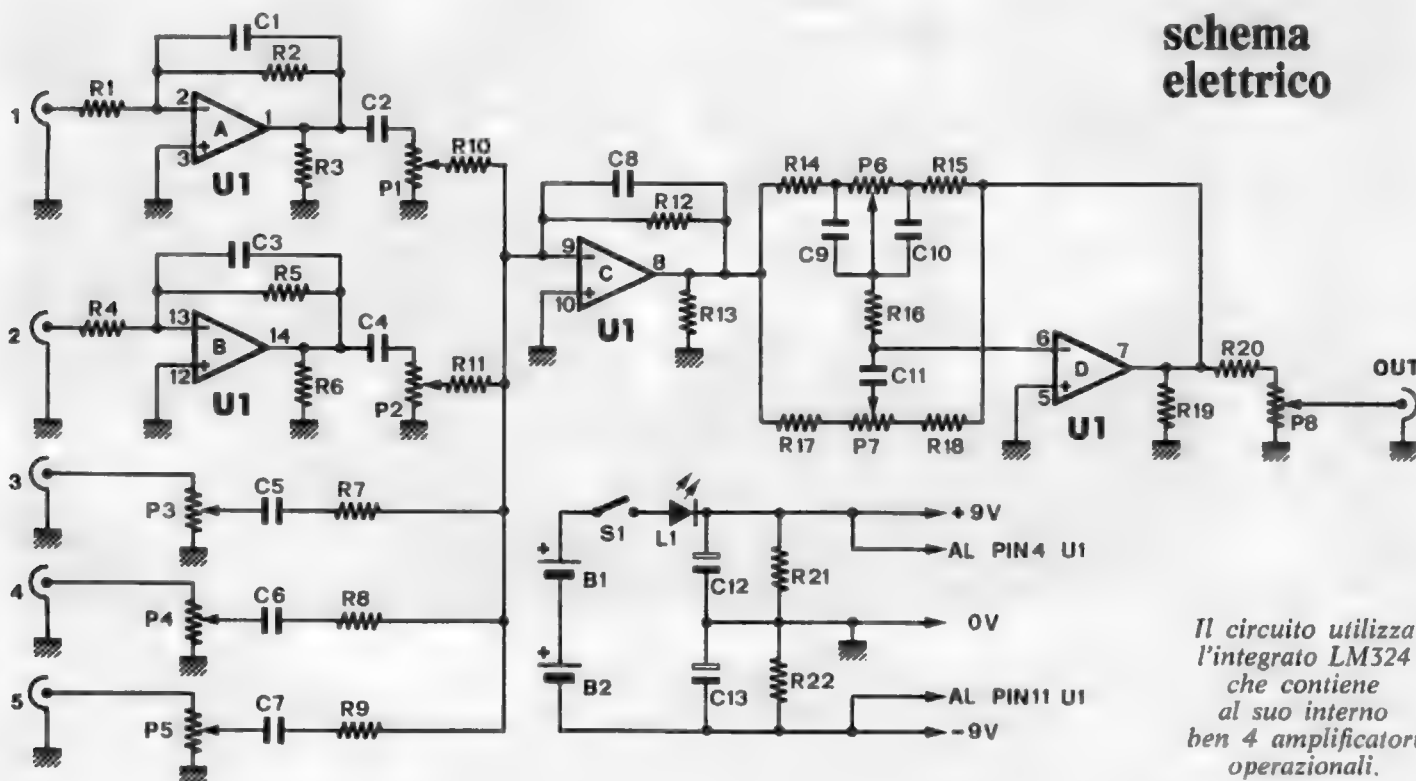 schema
elettrico
C1
R2
R1
1
2
A
1
3
U1
R3
C2
P1
R10
C3
R5
R4
2
13
B
14
12
U1
R6
C4
P2
R11
3
P3
C5
R7
4
P4
C6
R8
5
P5
C7
R9
C8
R12
9
C
8
10
U1
R13
R14
P6
R15
C9
C10
R16
C11
R17
P7
R18
6
D
7
5
U1
R19
R20
P8
OUT
S1
L1
+
B1
+
B2
C12
C13
R21
R22
+9V
AL PIN 4 U1
0V
AL PIN11 U1
-9V
Il circuito utilizza
l'integrato LM324
che contiene
al suo interno
ben 4 amplificatori
operazionali.